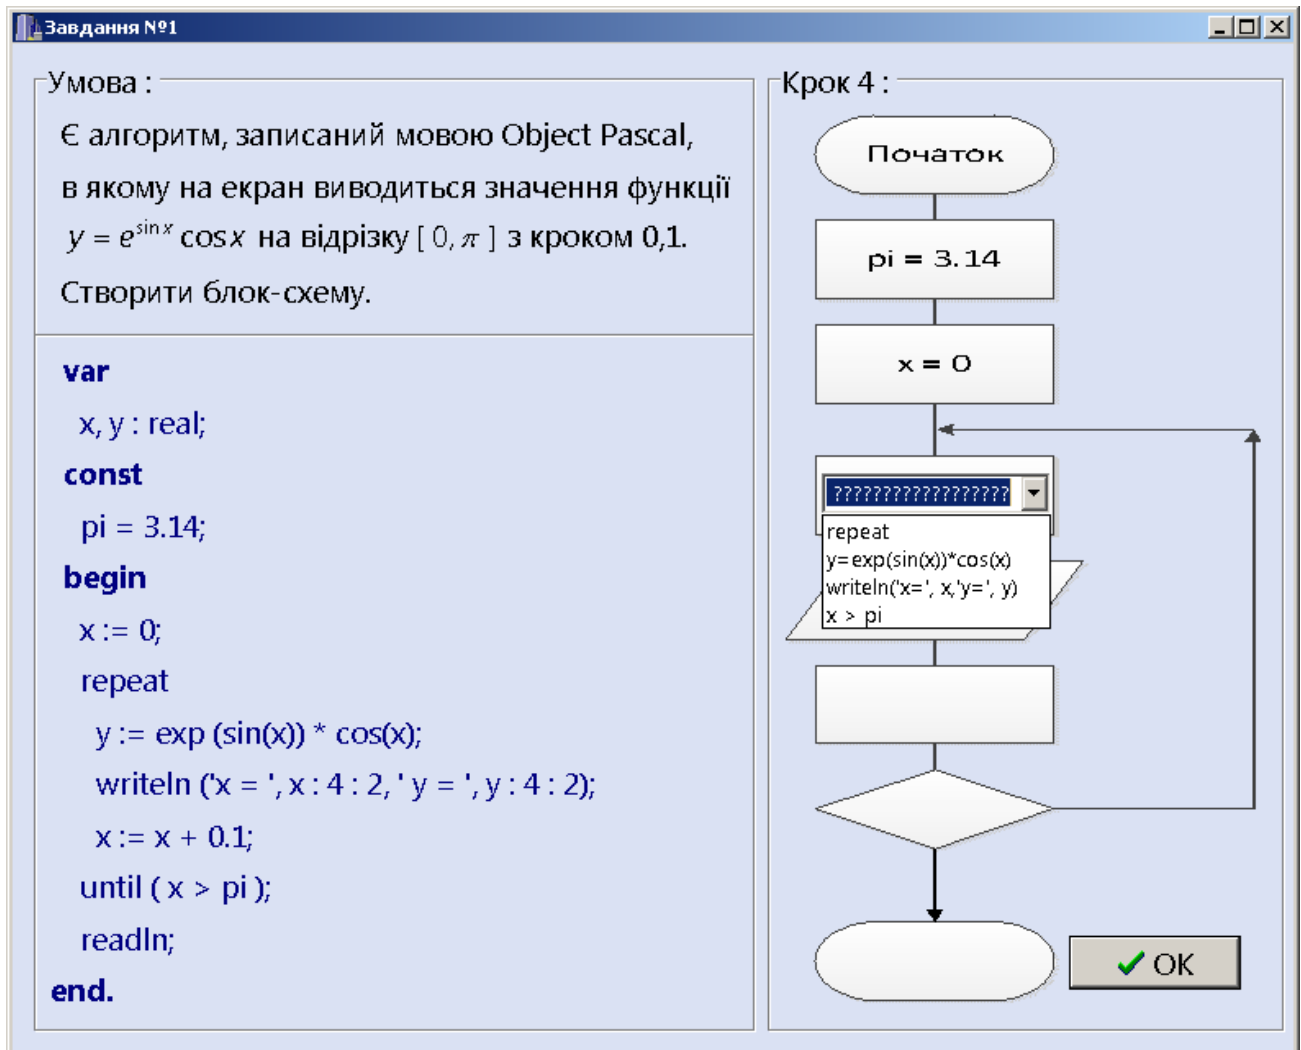 Завдання №1
Умова :
Є алгоритм, записаний мовою Object Pascal,
в якому на екран виводиться значення функції
y = e^sin x cos x на відрізку [ 0, π ] з кроком 0,1.
Створити блок-схему.
var
x, y : real;
const
pi = 3.14;
begin
x := 0;
repeat
y := exp (sin(x)) * cos(x);
writeln ('x = ', x : 4 : 2, ' y = ', y : 4 : 2);
x := x + 0.1;
until ( x > pi );
readln;
end.
Крок 4 :
Початок
pi = 3.14
x = 0
??????????????????
repeat
y=exp(sin(x))*cos(x)
writeln('x=', x,'y=', y)
x > pi
OK